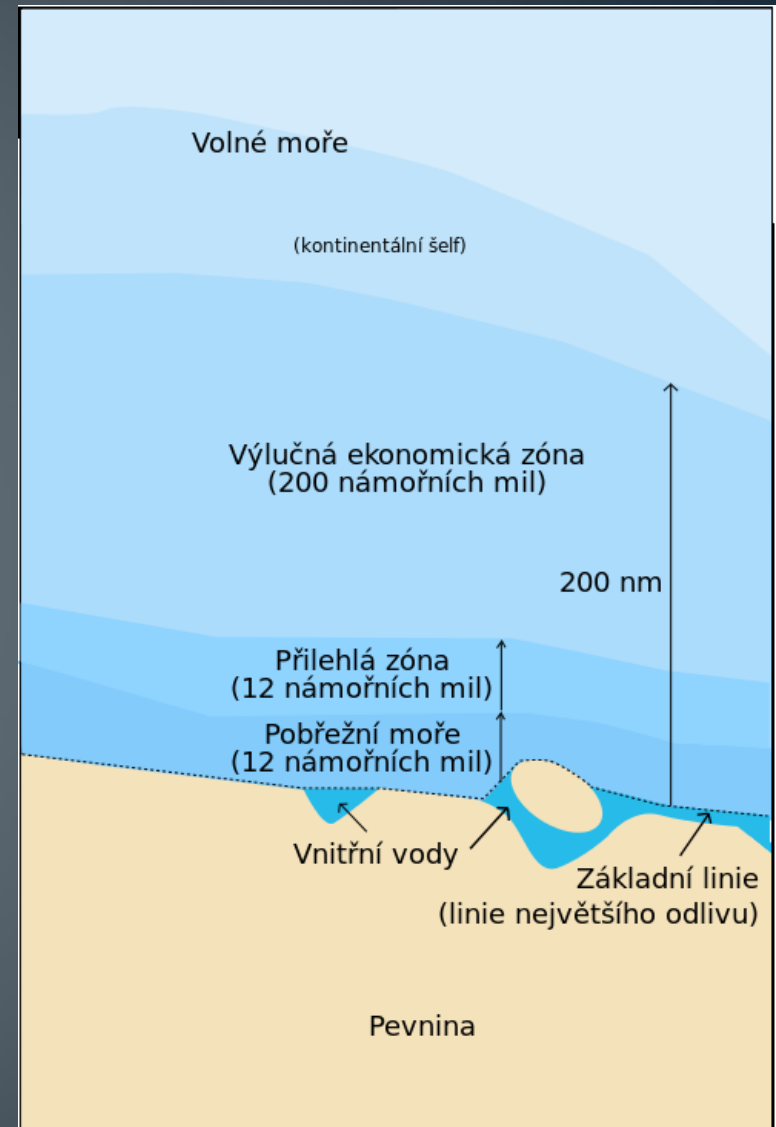 Volné moře
(kontinentální šelf)
Výlučná ekonomická zóna
(200 námořních mil)
200 nm
Přilehlá zóna
(12 námořních mil)
Pobřežní moře
(12 námořních mil)
Vnitřní vody
Základní linie
(linie největšího odlivu)
Pevnina